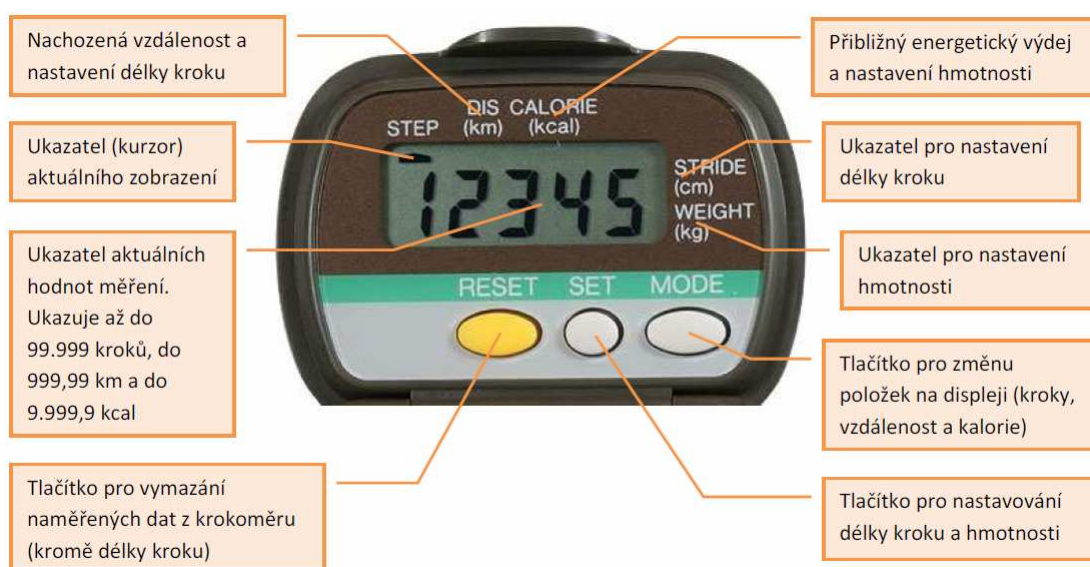 Nachozená vzdálenost a
nastavení délky kroku
Přibližný energetický výdej
a nastavení hmotnosti
DIS CALORIE
STEP (km) (kcal)
Ukazatel (kurzor)
aktuálního zobrazení
Ukazatel pro nastavení
délky kroku
12345
STRIDE
(cm)
WEIGHT
(kg)
Ukazatel aktuálních
hodnot měření.
Ukazuje až do
99.999 kroků, do
999,99 km a do
9.999,9 kcal
Ukazatel pro nastavení
hmotnosti
RESET SET MODE
Tlačítko pro změnu
položek na displeji (kroky,
vzdálenost a kalorie)
Tlačítko pro vymazání
naměřených dat z krokoměru
(kromě délky kroku)
Tlačítko pro nastavování
délky kroku a hmotnosti